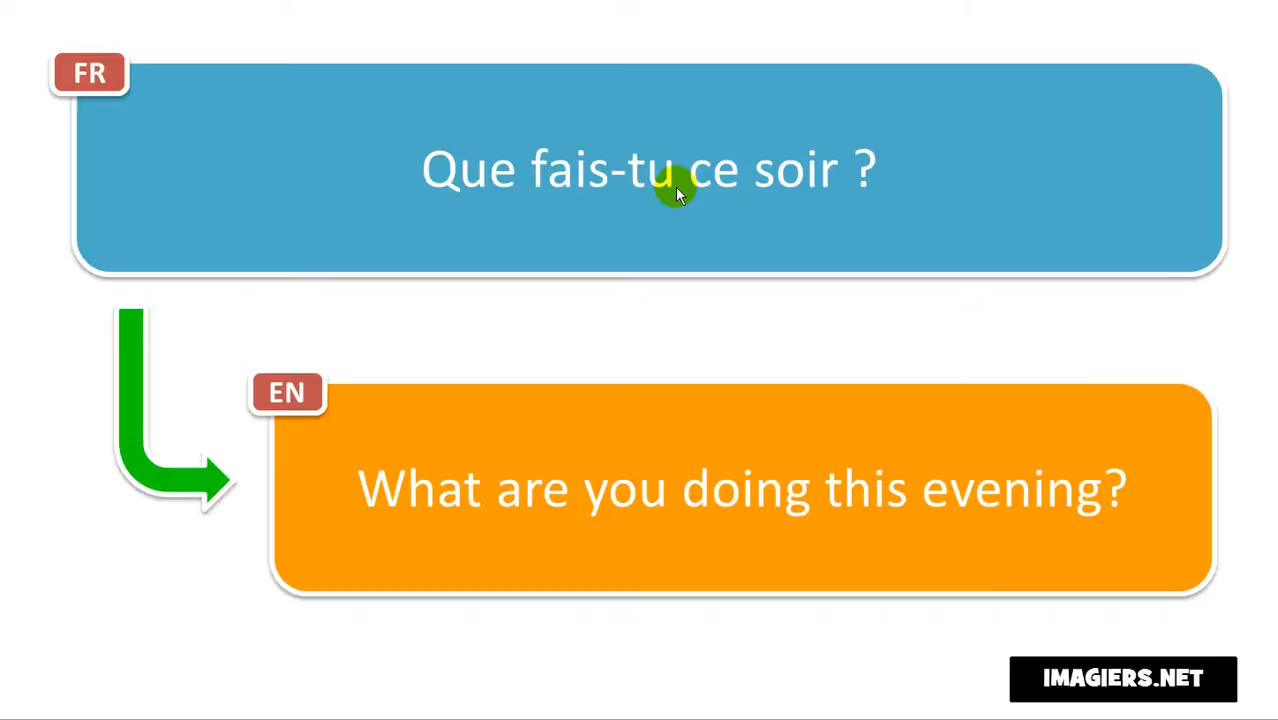 FR
Que fais-tu ce soir ?
EN
What are you doing this evening?
IMAGIERS.NET